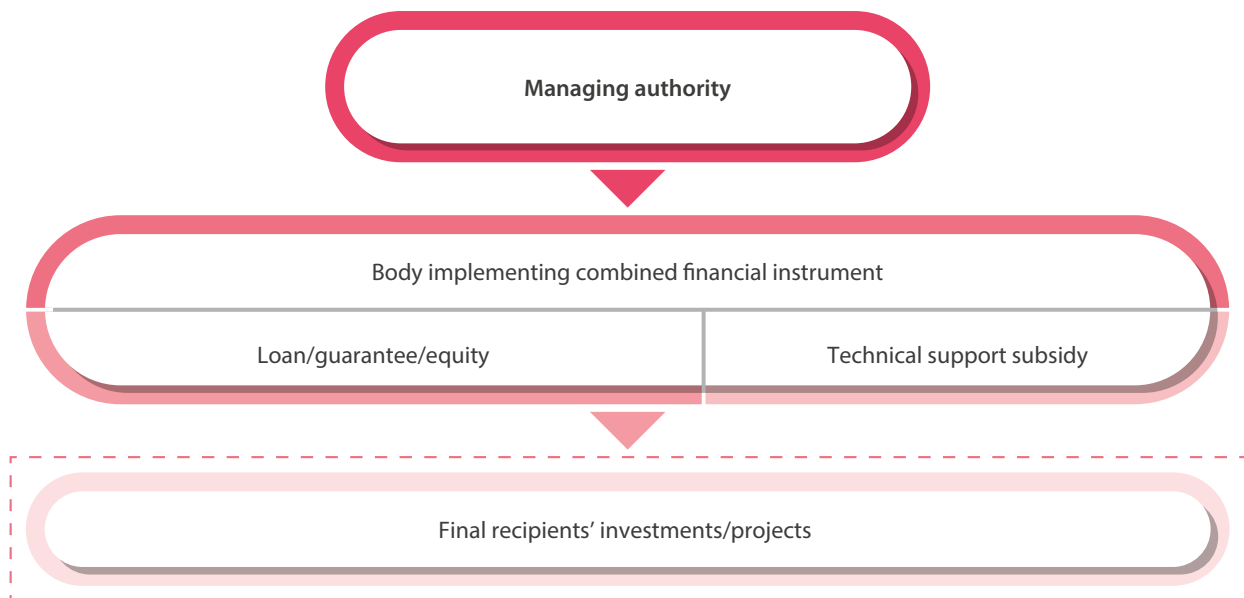 Managing authority
Body implementing combined financial instrument
Loan/guarantee/equity
Technical support subsidy
Final recipients’ investments/projects